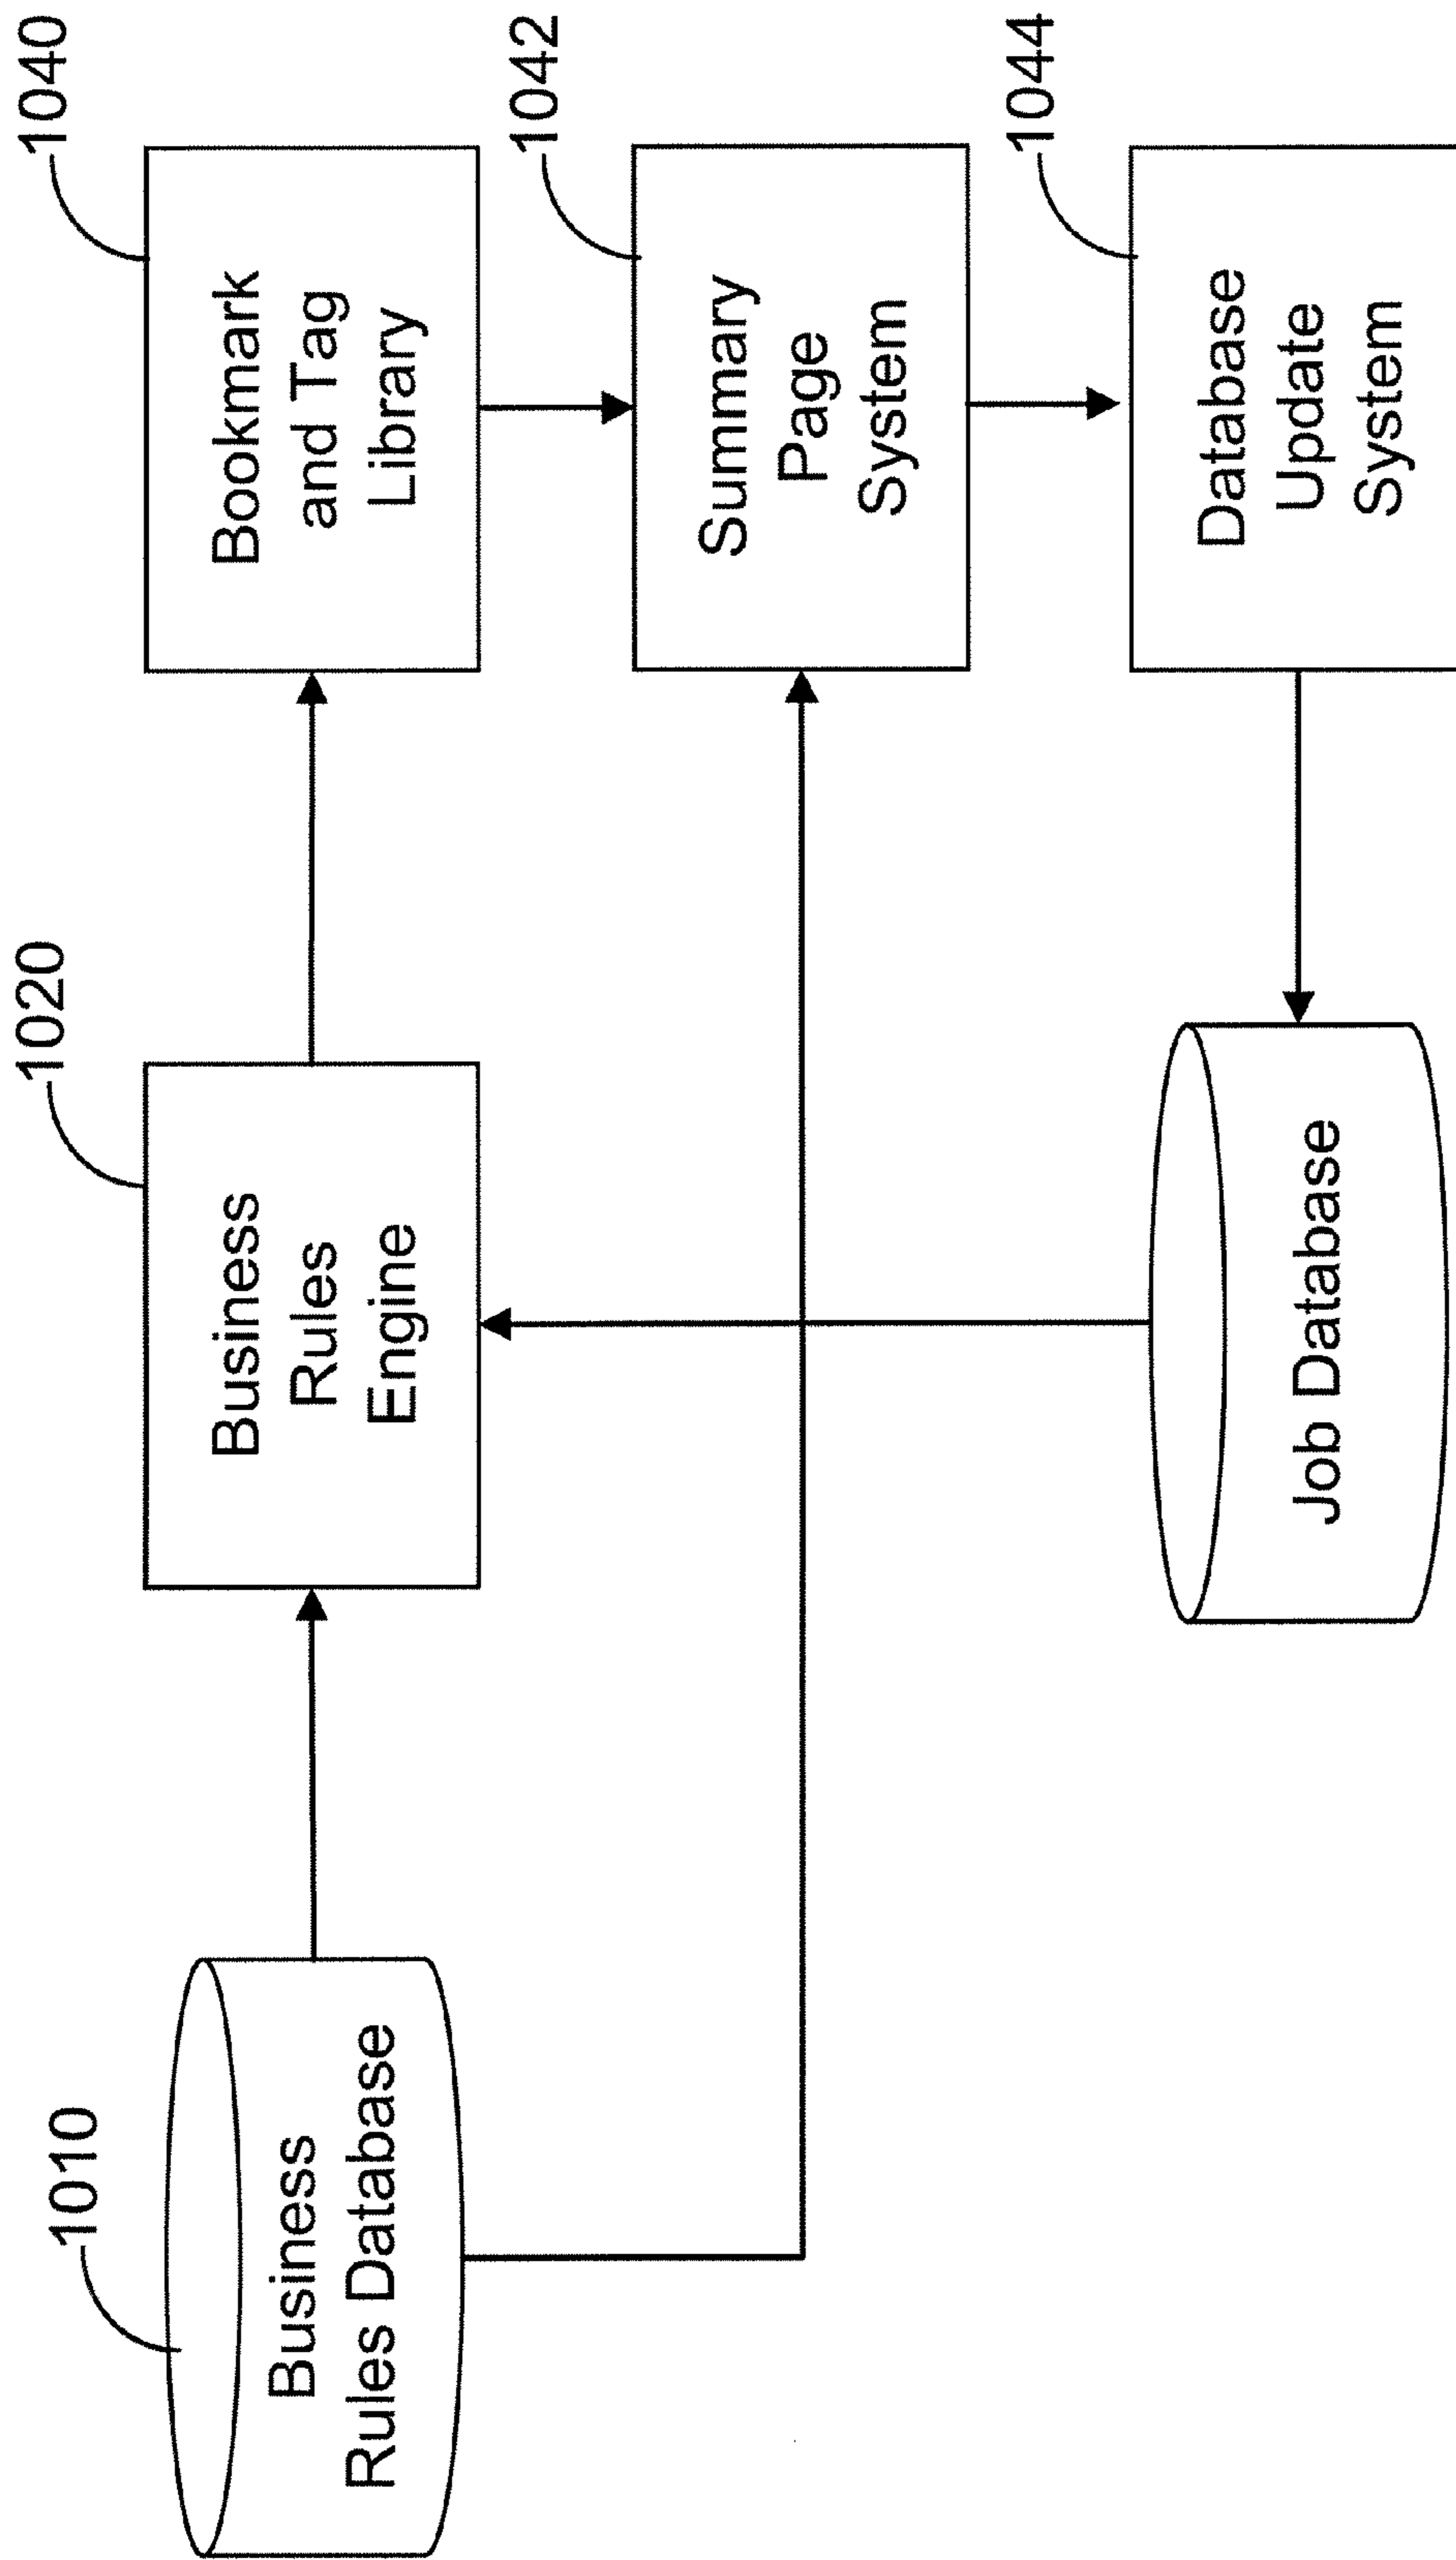 1010
Business
Rules Database
1020
Business
Rules
Engine
1040
Bookmark
and Tag
Library
1042
Summary
Page
System
Job Database
1044
Database
Update
System